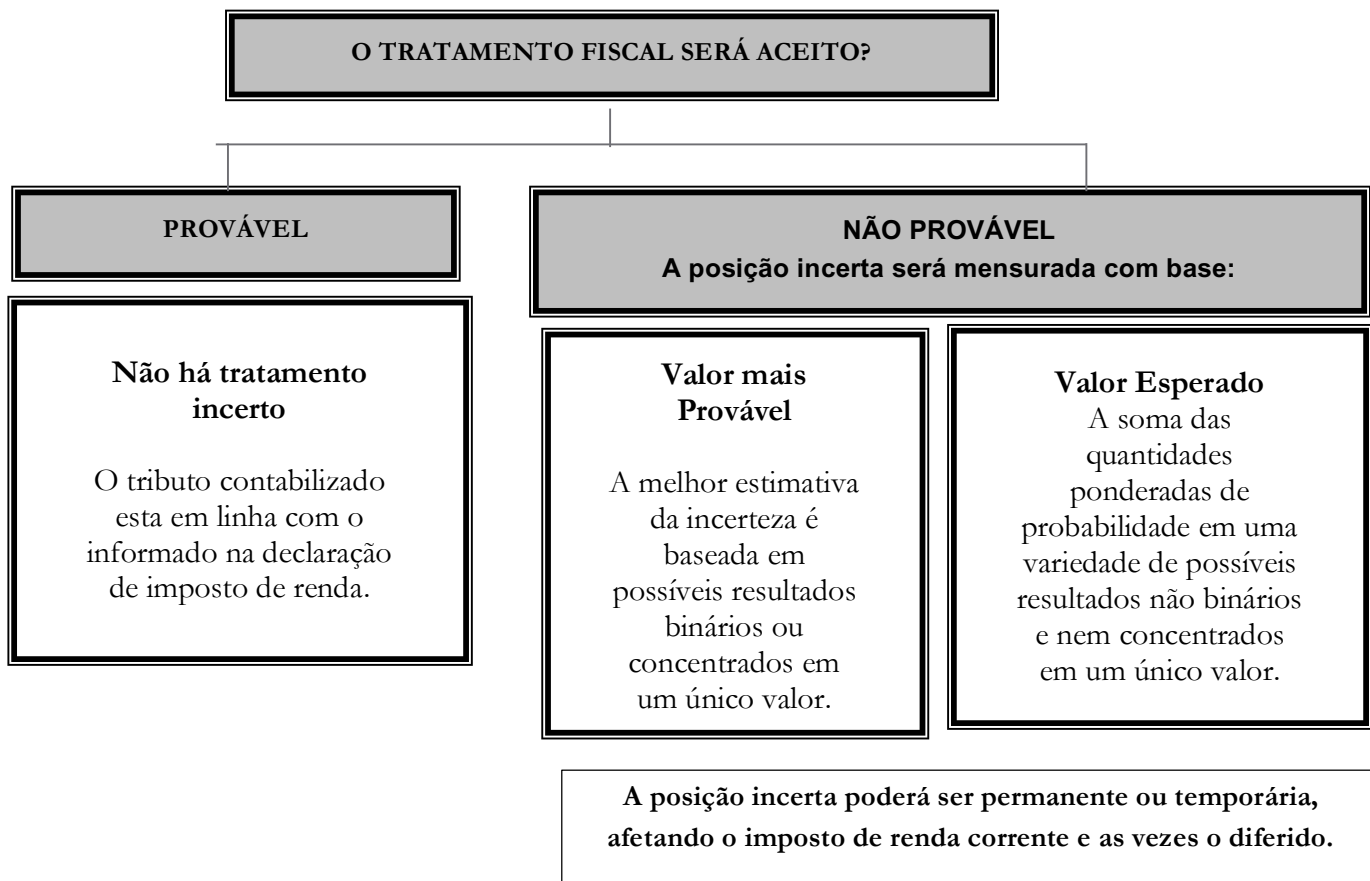 O TRATAMENTO FISCAL SERÁ ACEITO?
PROVÁVEL
Não há tratamento
incerto
O tributo contabilizado
esta em linha com o
informado na declaração
de imposto de renda.
NÃO PROVÁVEL
A posição incerta será mensurada com base:
Valor mais
Provável
A melhor estimativa
da incerteza é
baseada em
possíveis resultados
binários ou
concentrados em
um único valor.
Valor Esperado
A soma das
quantidades
ponderadas de
probabilidade em uma
variedade de possíveis
resultados não binários
e nem concentrados
em um único valor.
A posição incerta poderá ser permanente ou temporária,
afetando o imposto de renda corrente e as vezes o diferido.